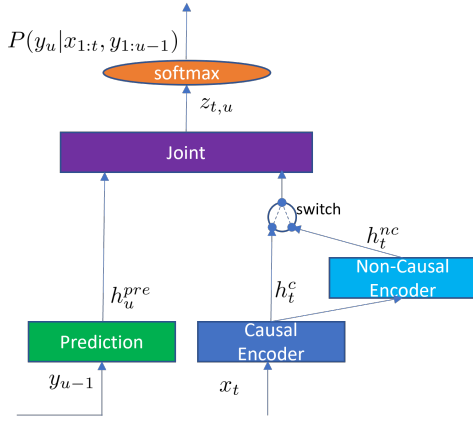 P(y_u|x_{1:t}, y_{1:u-1})
softmax
z_{t,u}
Joint
switch
h_t^{nc}
Non-Causal
Encoder
h_u^{pre}
h_t^c
Prediction
Causal
Encoder
y_{u-1}
x_t